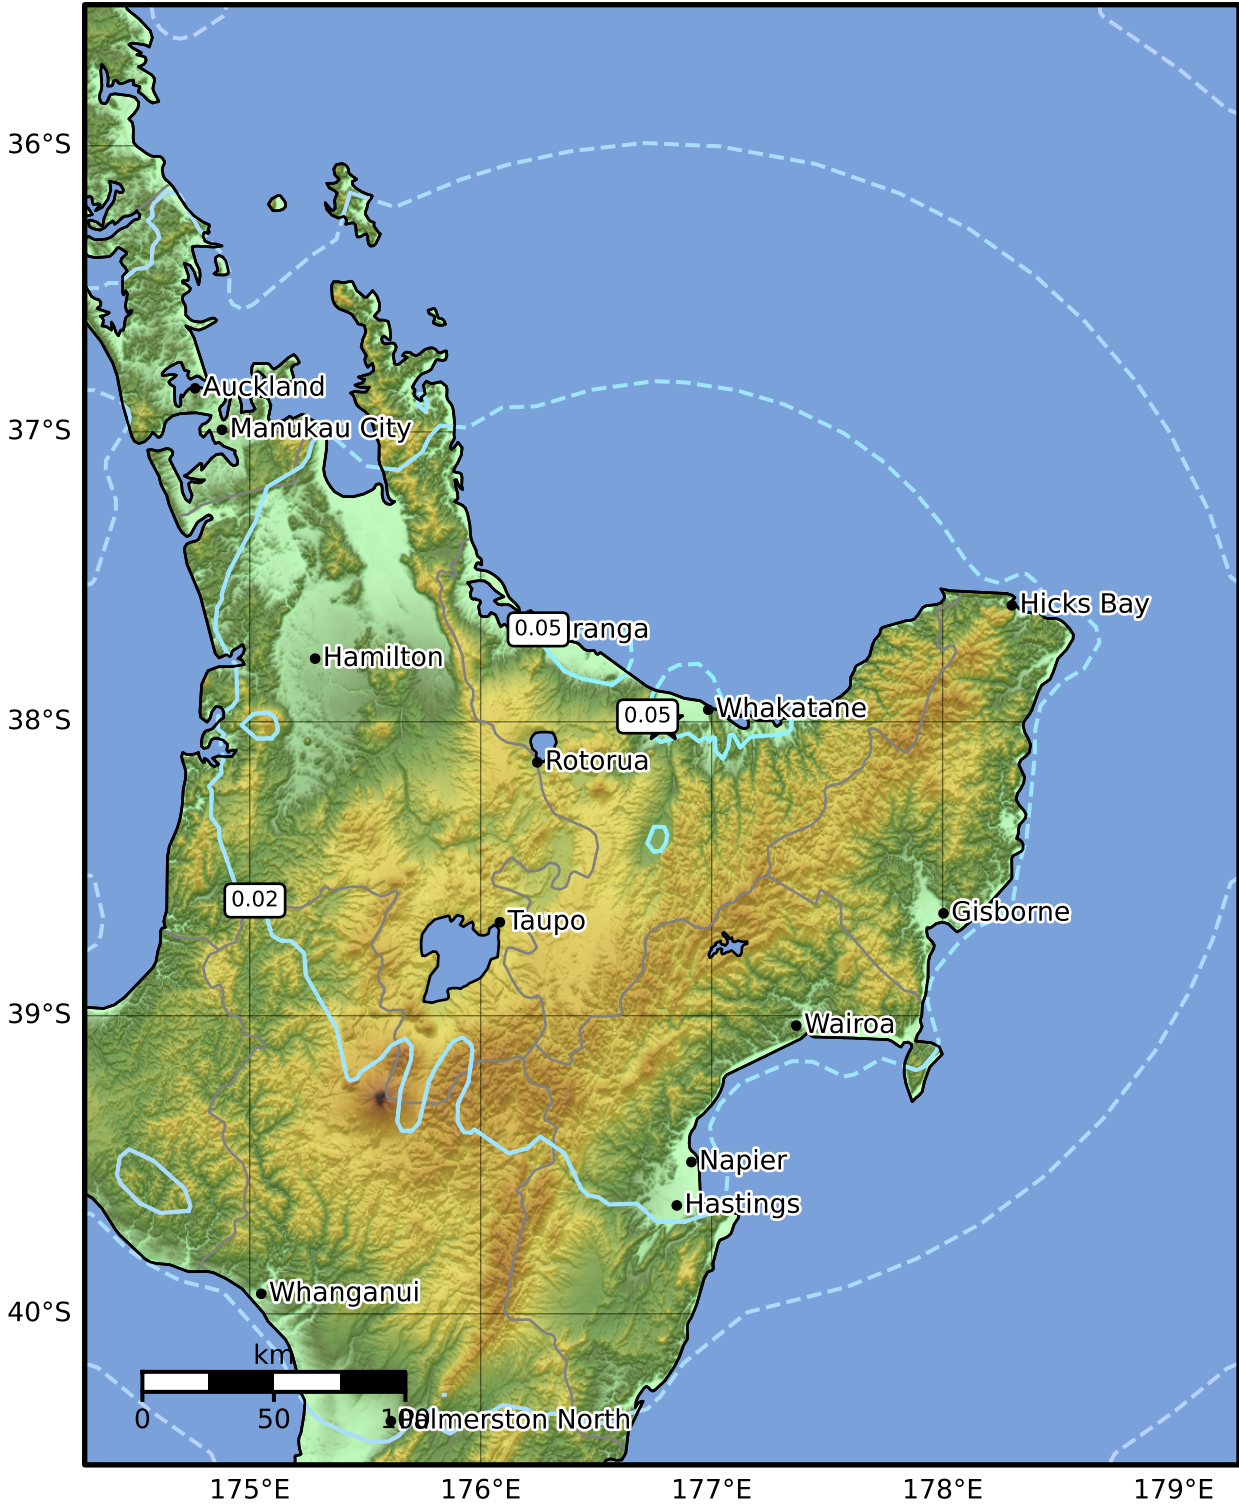 36°S
Auckland
37°S
Manukau City
Hicks Bay
0.05 ranga
Hamilton
0.05
Whakatane
38°S
Rotorua
0.02
Gisborne
Taupo
39°S
Wairoa
Napier
Hastings
Whanganui
40°S
km
0 50 100
Palmerston North
175°E 176°E 177°E 178°E 179°E